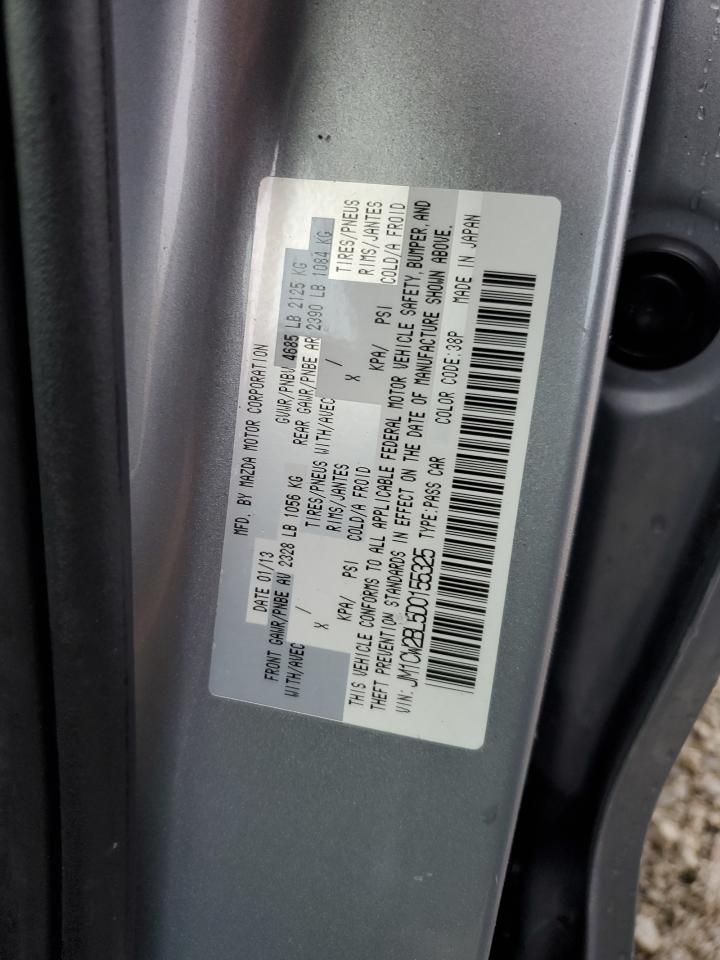 MFD. BY MAZDA MOTOR CORPORATION
DATE 01/13 GVWR/PNBV 4685 LB 2125 KG
FRONT GAWR/PNBE AV 2328 LB 1056 KG REAR GAWR/PNBE AR 2390 LB 1084 KG
WITH/AVEC TIRES/PNEUS WITH/AVEC TIRES/PNEUS
X / RIMS/JANTES X / RIMS/JANTES
KPA/ PSI COLD/A FROID KPA/ PSI COLD/A FROID
THIS VEHICLE CONFORMS TO ALL APPLICABLE FEDERAL MOTOR VEHICLE SAFETY, BUMPER, AND
THEFT PREVENTION STANDARDS IN EFFECT ON THE DATE OF MANUFACTURE SHOWN ABOVE.
VIN: JM1CW2BL5D0155325 TYPE:PASS CAR COLOR CODE:38P MADE IN JAPAN